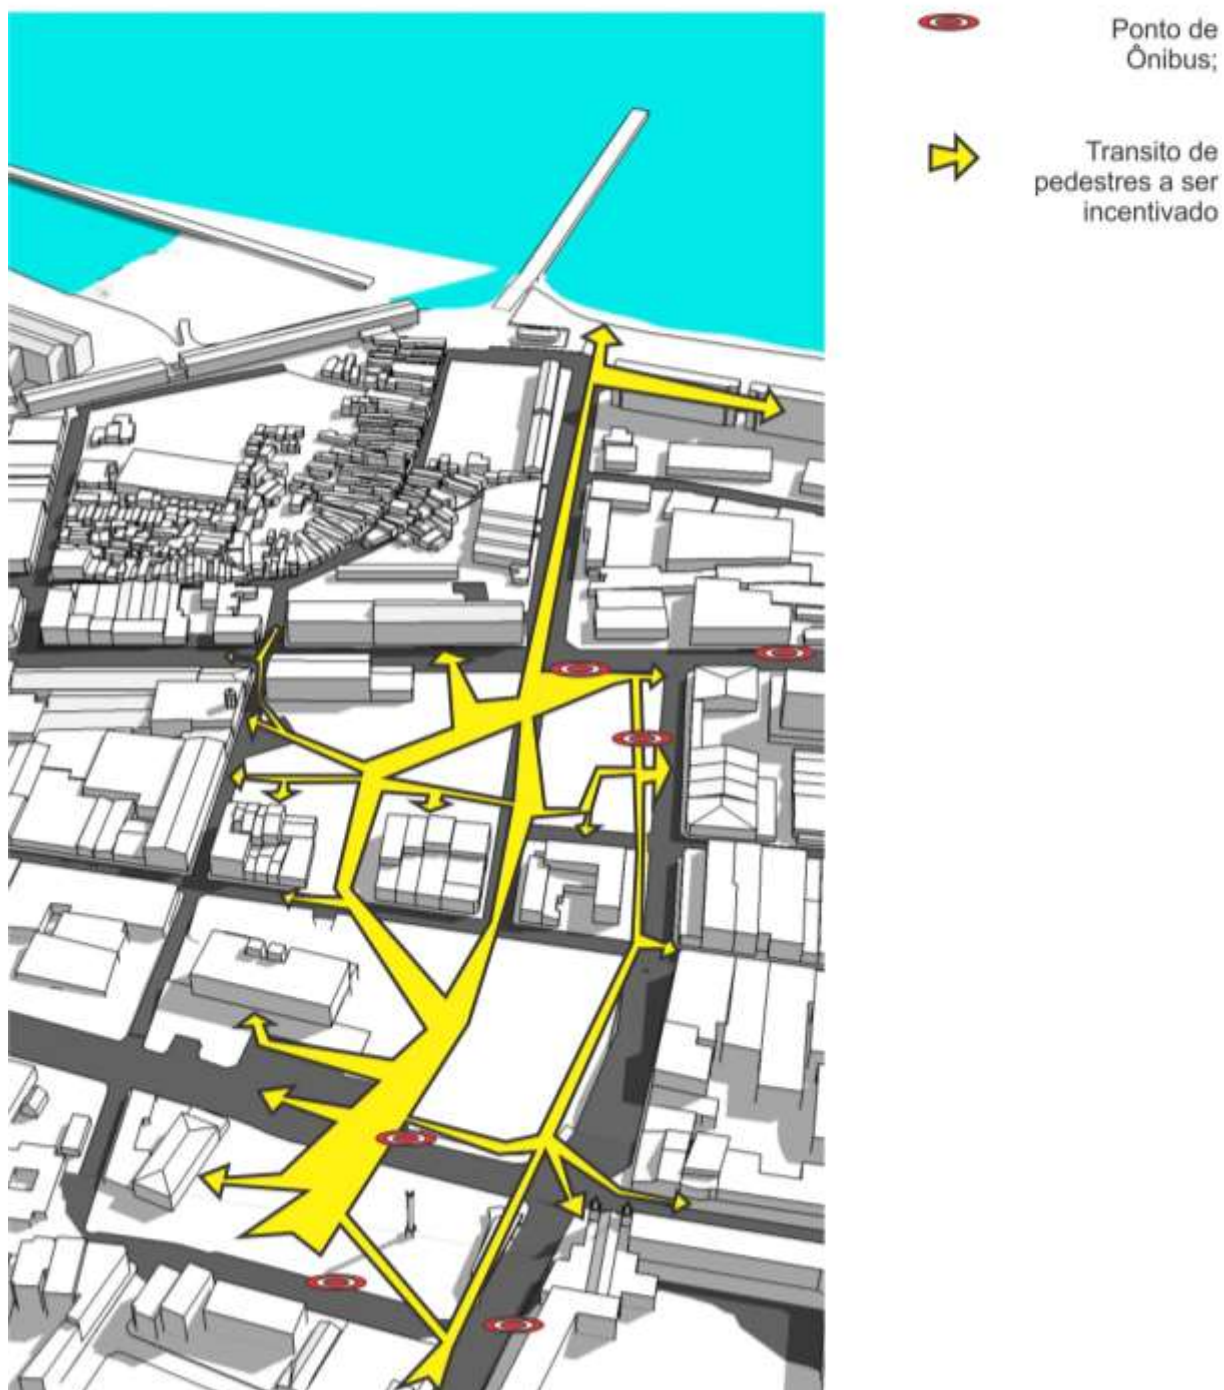 Ponto de
Ônibus;
Transito de
pedestres a ser
incentivado